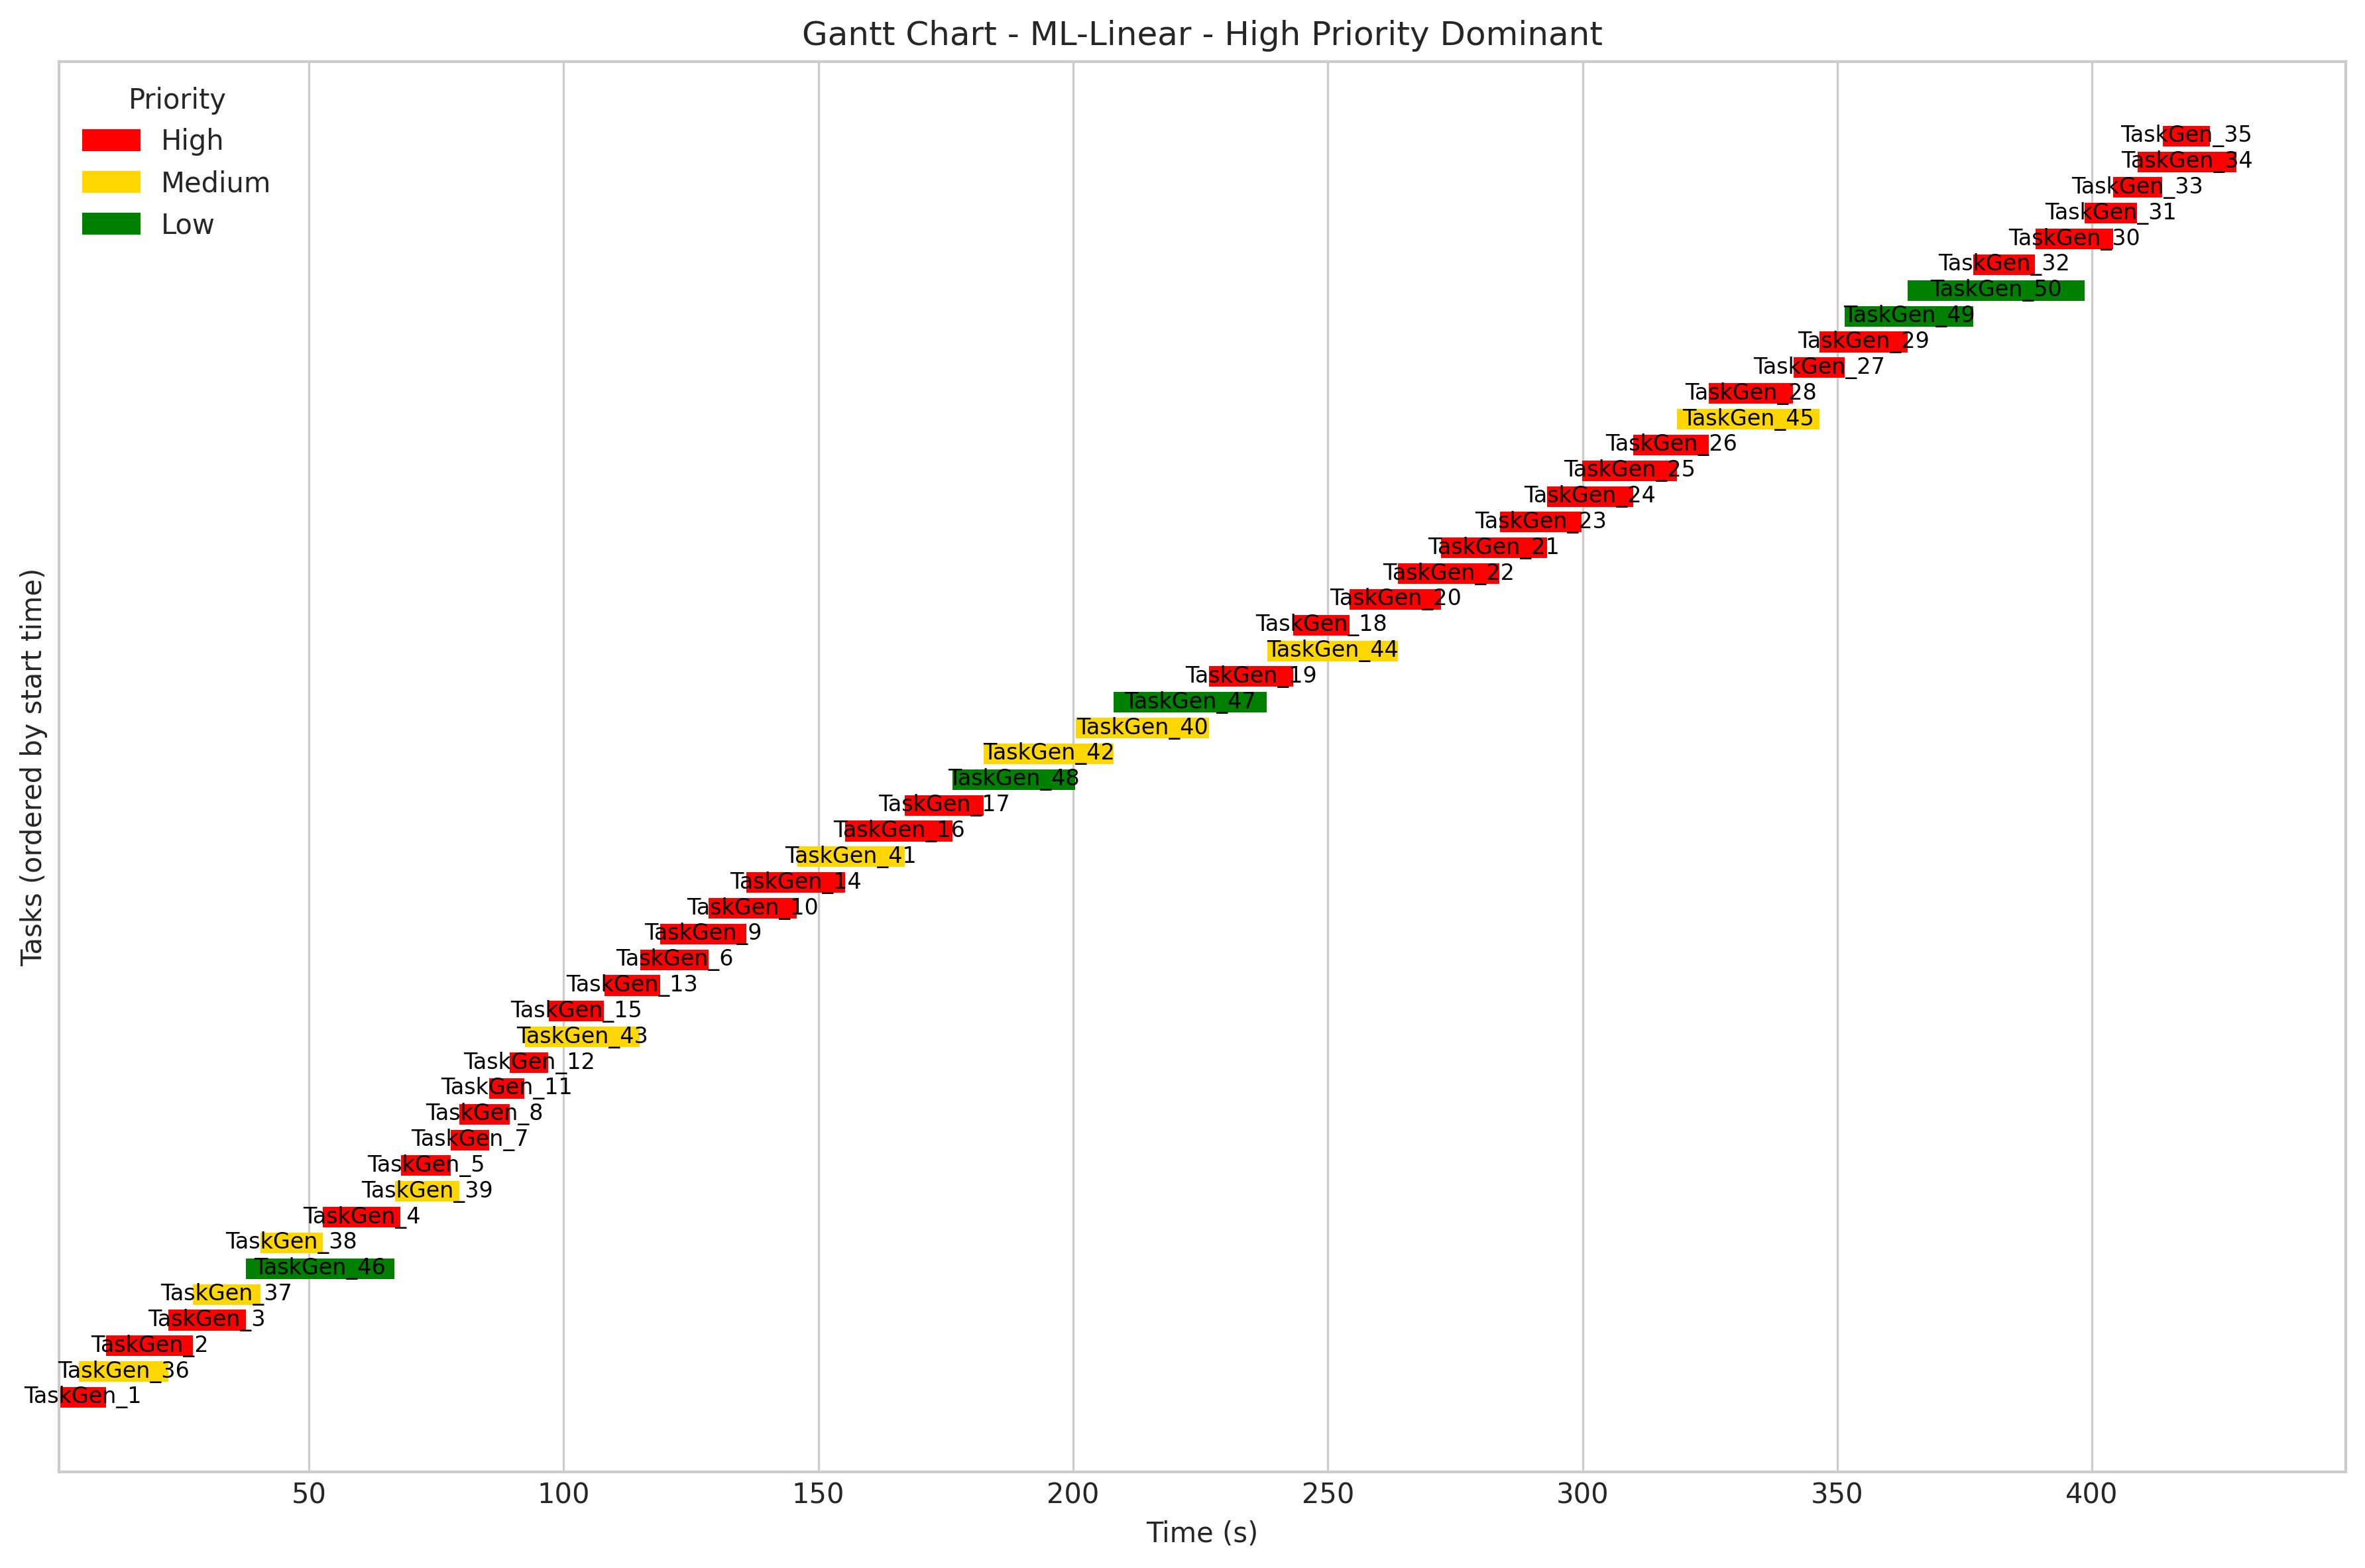 Gantt Chart - ML-Linear - High Priority Dominant
Priority
High
Medium
Low
TaskGen_35
TaskGen_34
TaskGen_33
TaskGen_31
TaskGen_30
TaskGen_32
TaskGen_50
TaskGen_49
TaskGen_29
TaskGen_27
TaskGen_28
TaskGen_45
TaskGen_26
TaskGen_25
TaskGen_24
TaskGen_23
TaskGen_21
TaskGen_22
TaskGen_20
TaskGen_18
TaskGen_44
TaskGen_19
TaskGen_47
TaskGen_40
TaskGen_42
TaskGen_48
TaskGen_17
TaskGen_16
TaskGen_41
TaskGen_14
TaskGen_10
TaskGen_9
TaskGen_6
TaskGen_13
TaskGen_15
TaskGen_43
TaskGen_12
TaskGen_11
TaskGen_8
TaskGen_7
TaskGen_5
TaskGen_39
TaskGen_4
TaskGen_38
TaskGen_46
TaskGen_37
TaskGen_3
TaskGen_2
TaskGen_36
TaskGen_1
Tasks (ordered by start time)
50 100 150 200 250 300 350 400
Time (s)